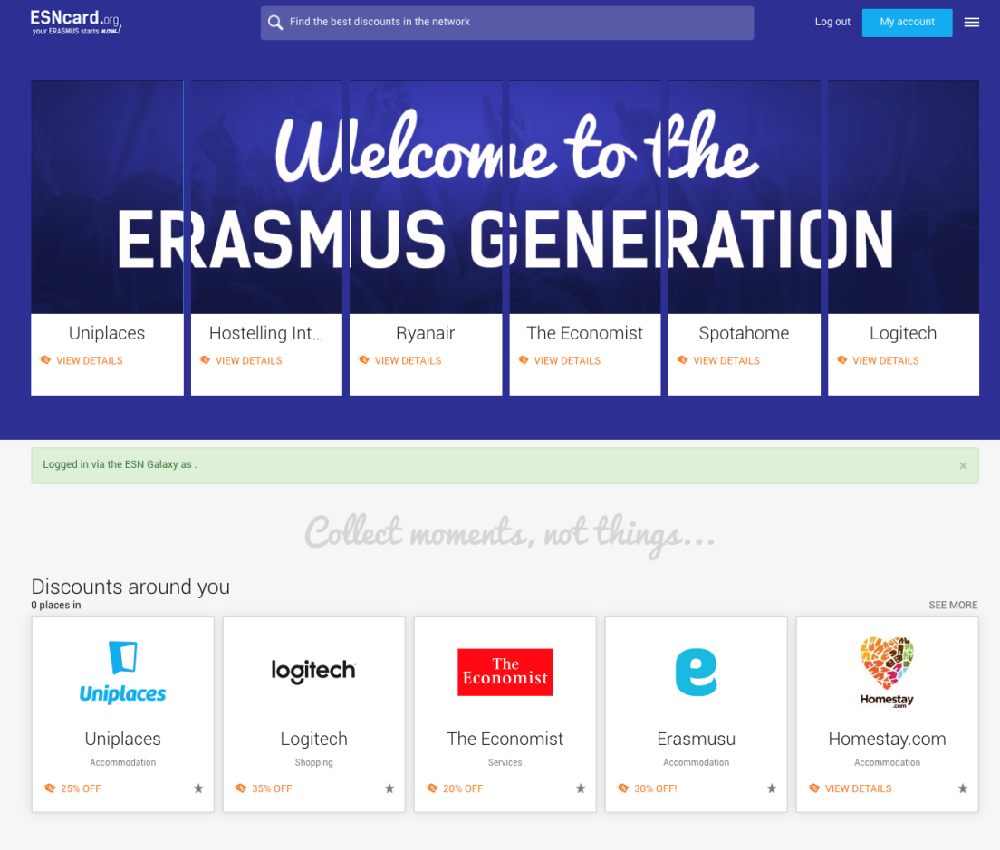 ESNcard.org
your ERASMUS starts now!
Find the best discounts in the network
Log out
My account
Welcome to the
ERASMUS GENERATION
Uniplaces
VIEW DETAILS
Hostelling Int...
VIEW DETAILS
Ryanair
VIEW DETAILS
The Economist
VIEW DETAILS
Spotahome
VIEW DETAILS
Logitech
VIEW DETAILS
Logged in via the ESN Galaxy as .
×
Collect moments, not things...
Discounts around you
0 places in
SEE MORE
Uniplaces
Uniplaces
Accommodation
25% OFF
logitech
Logitech
Shopping
35% OFF
The
Economist
The Economist
Services
20% OFF
e
Erasmusu
Accommodation
30% OFF!
Homestay
.com
Homestay.com
Accommodation
VIEW DETAILS